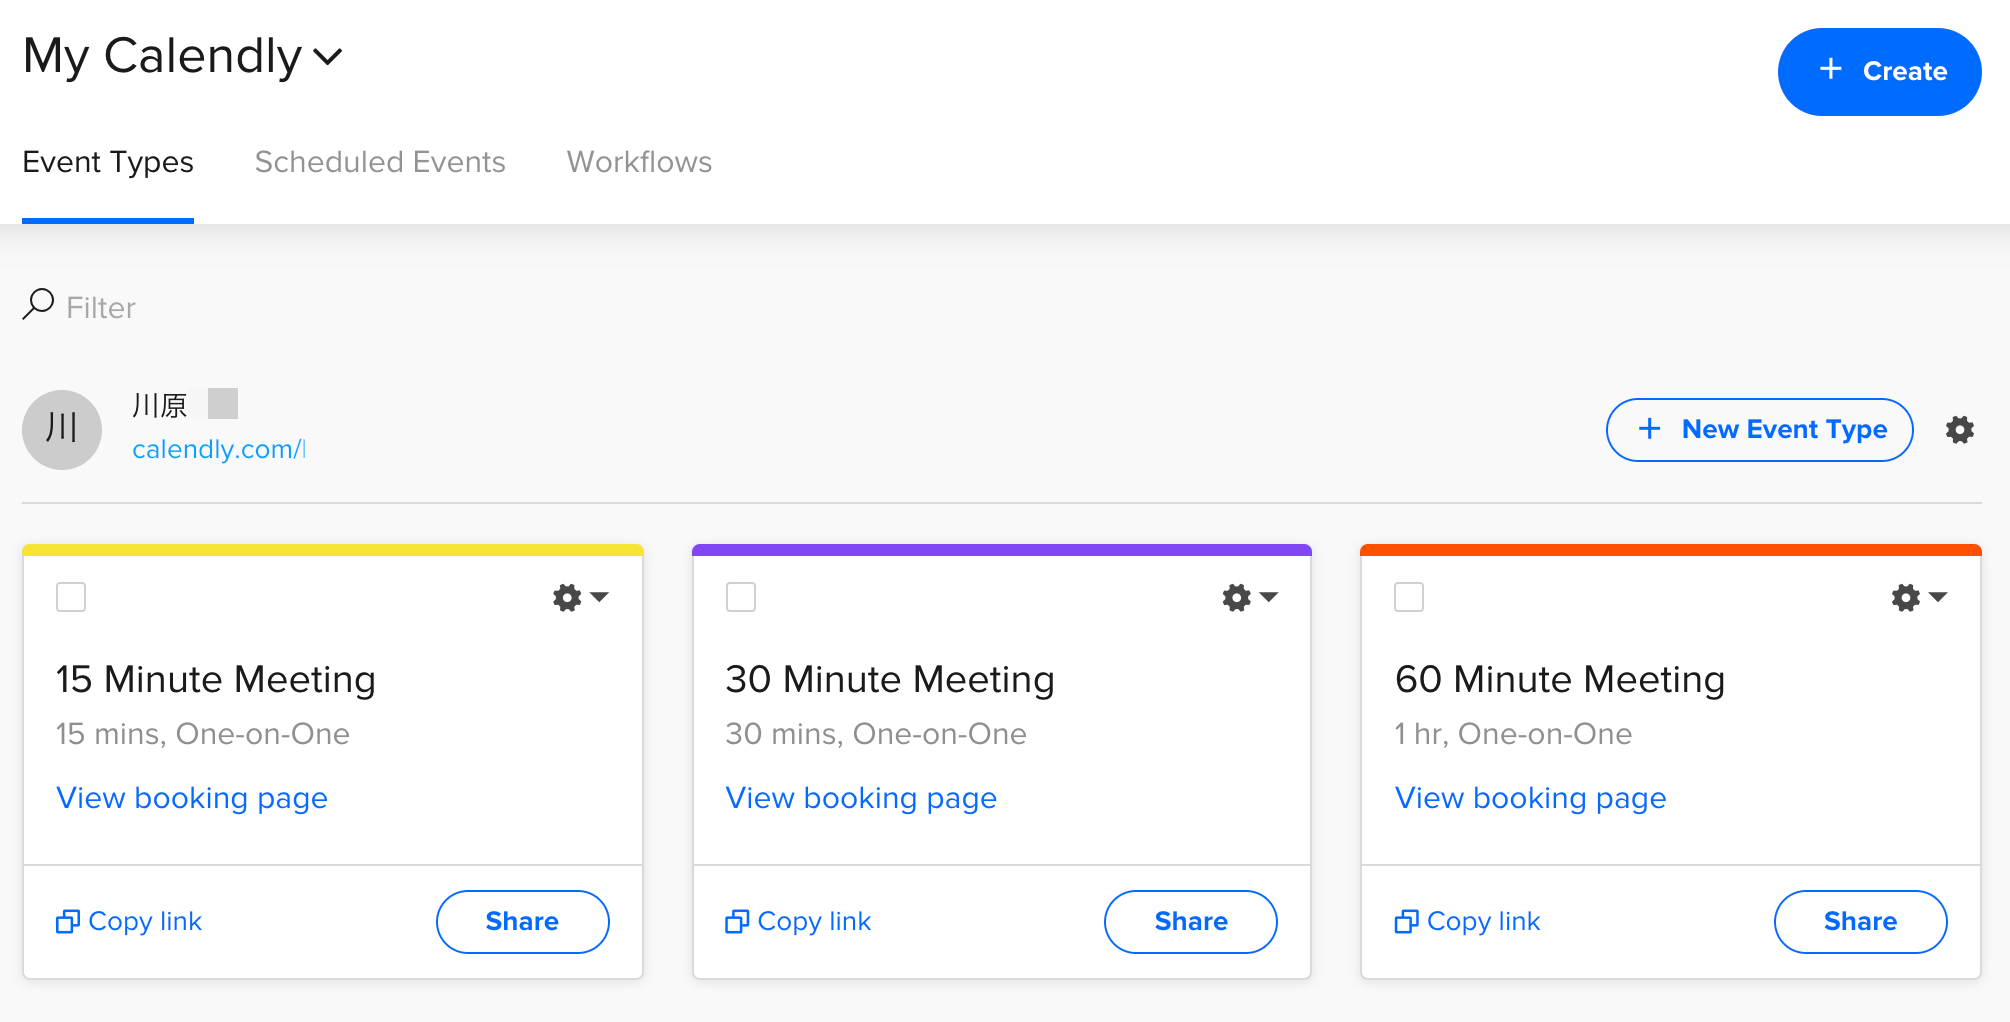 My Calendly
+ Create
Event Types Scheduled Events Workflows
Filter
川
川原
calendly.com/
+ New Event Type
15 Minute Meeting
15 mins, One-on-One
View booking page
Copy link Share
30 Minute Meeting
30 mins, One-on-One
View booking page
Copy link Share
60 Minute Meeting
1 hr, One-on-One
View booking page
Copy link Share